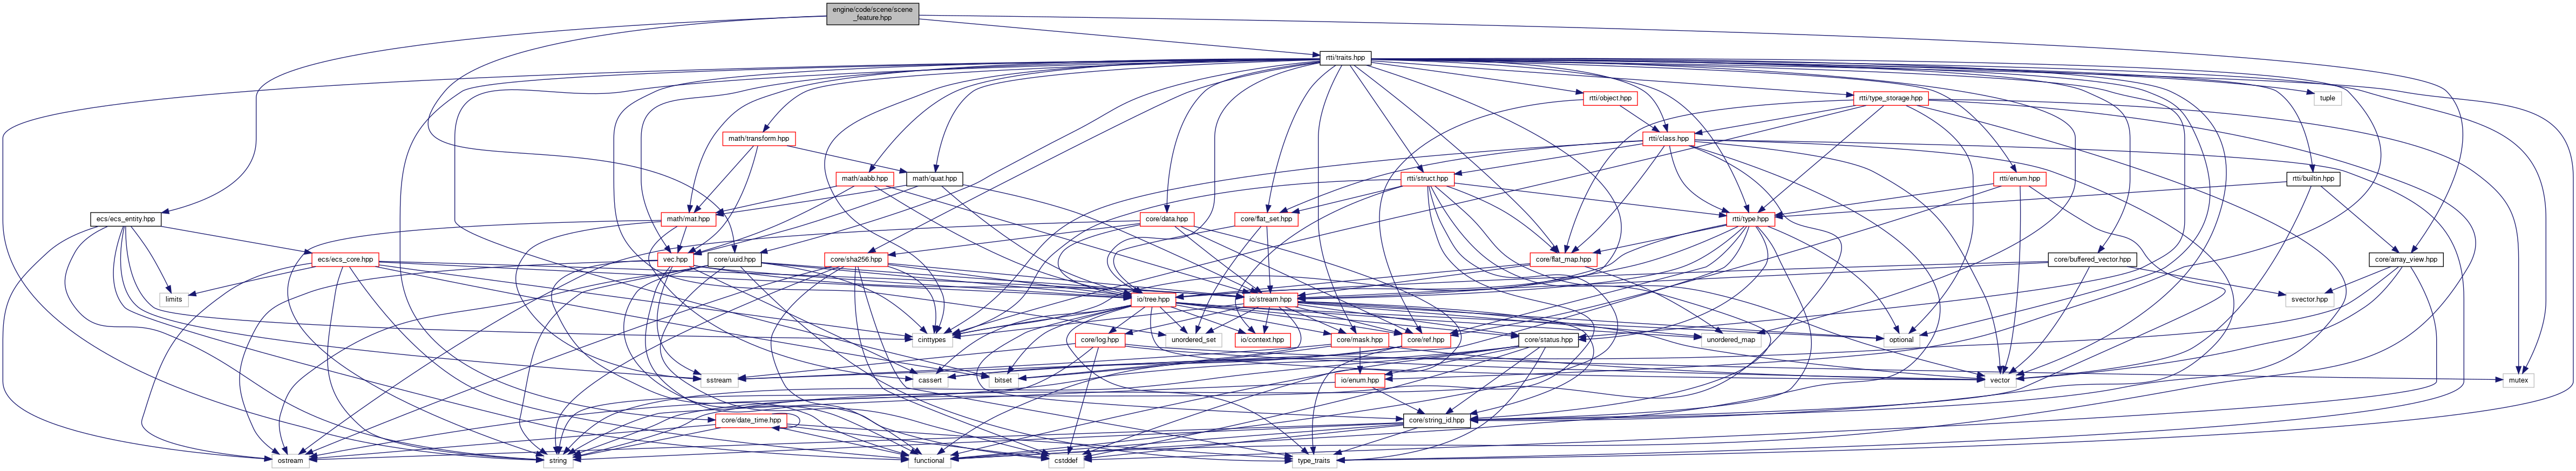 engine/code/scene/scene
_feature.hpp
rtti/traits.hpp
rtti/object.hpp
rtti/type_storage.hpp
tuple
math/transform.hpp
rtti/class.hpp
math/aabb.hpp
math/quat.hpp
rtti/struct.hpp
rtti/enum.hpp
rtti/builtin.hpp
ecs/ecs_entity.hpp
math/mat.hpp
core/data.hpp
core/flat_set.hpp
rtti/type.hpp
ecs/ecs_core.hpp
vec.hpp
core/uuid.hpp
core/sha256.hpp
core/flat_map.hpp
core/buffered_vector.hpp
core/array_view.hpp
limits
io/tree.hpp
io/stream.hpp
svector.hpp
cinttypes
unordered_set
io/context.hpp
core/log.hpp
core/mask.hpp
core/ref.hpp
core/status.hpp
unordered_map
optional
sstream
cassert
bitset
io/enum.hpp
vector
mutex
core/date_time.hpp
core/string_id.hpp
ostream
string
functional
cstddef
type_traits